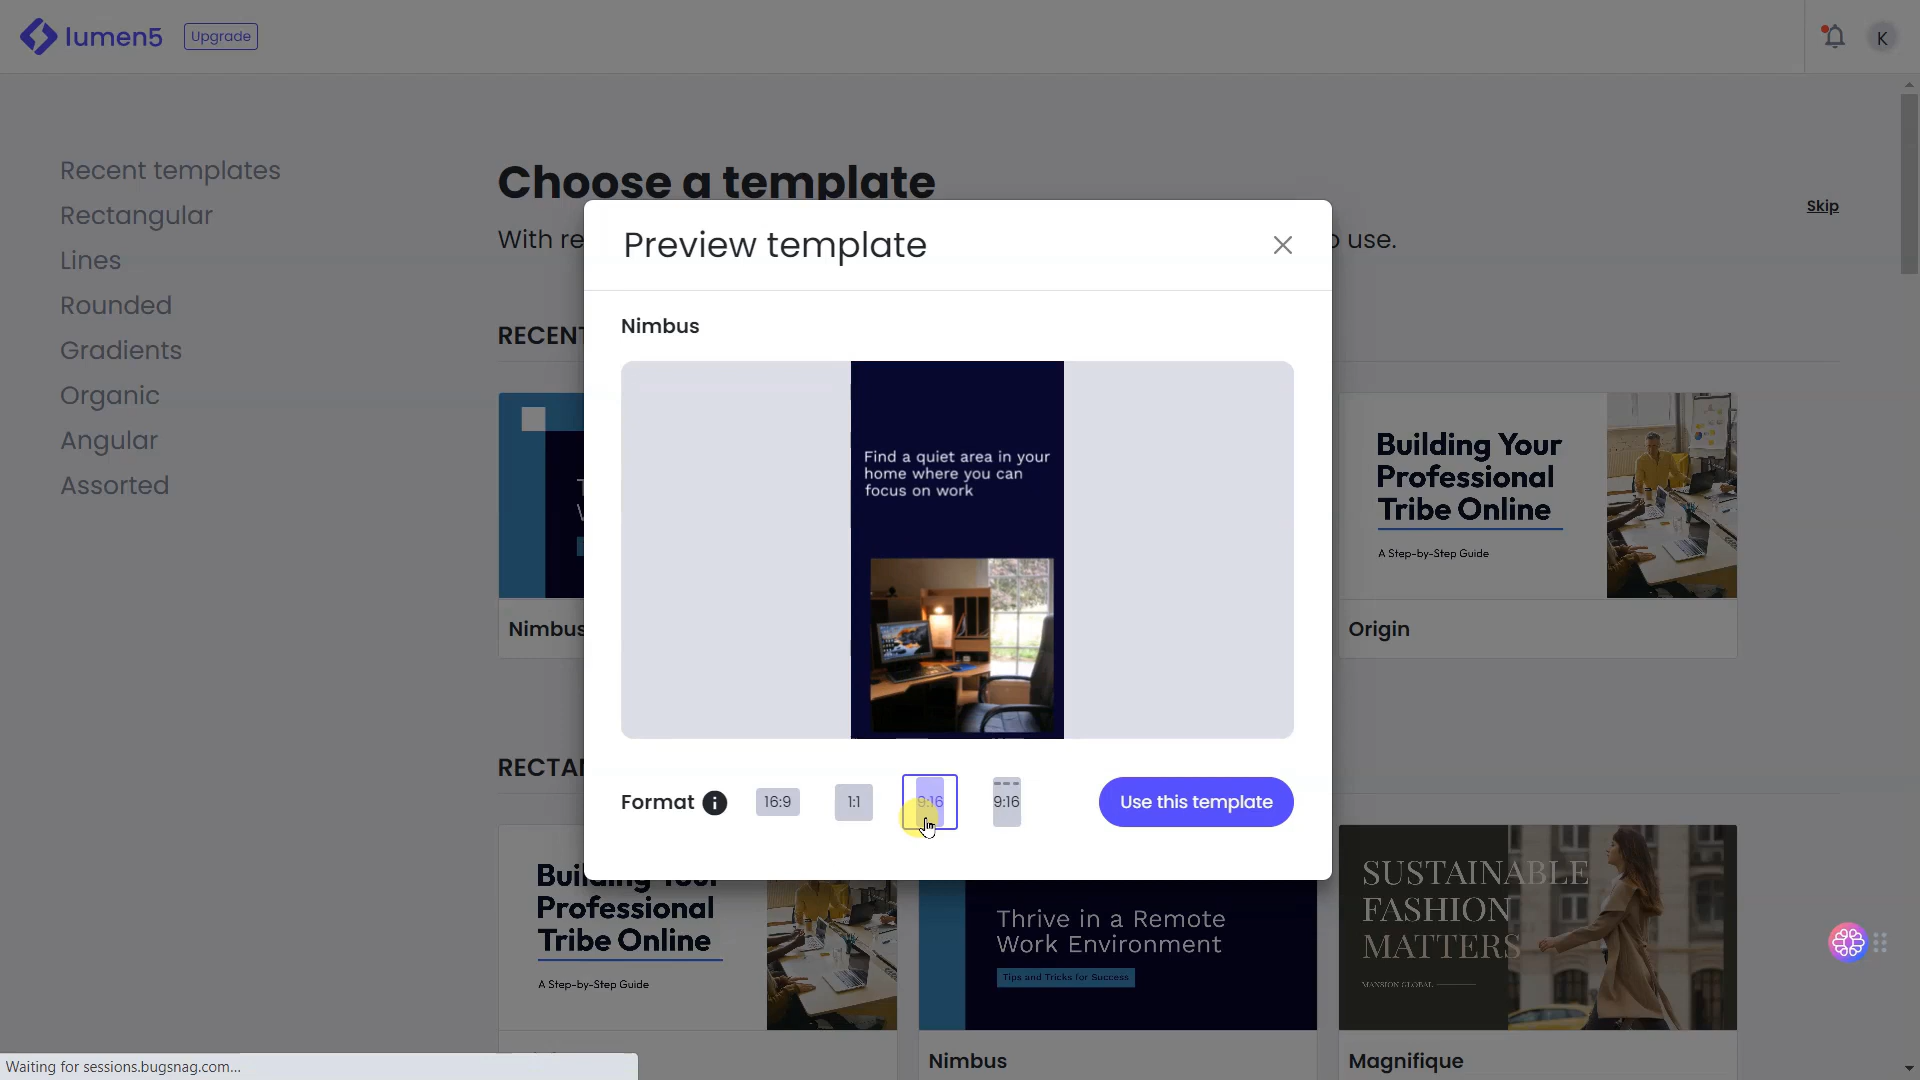 lumen5
Upgrade
K
Recent templates
Rectangular
Lines
Rounded
Gradients
Organic
Angular
Assorted
Choose a template
With re
o use.
Skip
RECENT
Preview template
Nimbus
Find a quiet area in your
home where you can
focus on work
Format
16:9
1:1
9:16
9:16
Use this template
Nimbus
Building Your
Professional
Tribe Online
A Step-by-Step Guide
Origin
RECTA
Building Your
Professional
Tribe Online
A Step-by-Step Guide
Thrive in a Remote
Work Environment
Tips and Tricks for Success
Nimbus
SUSTAINABLE
FASHION
MATTERS
MANSION GLOBAL
Magnifique
Waiting for sessions.bugsnag.com...